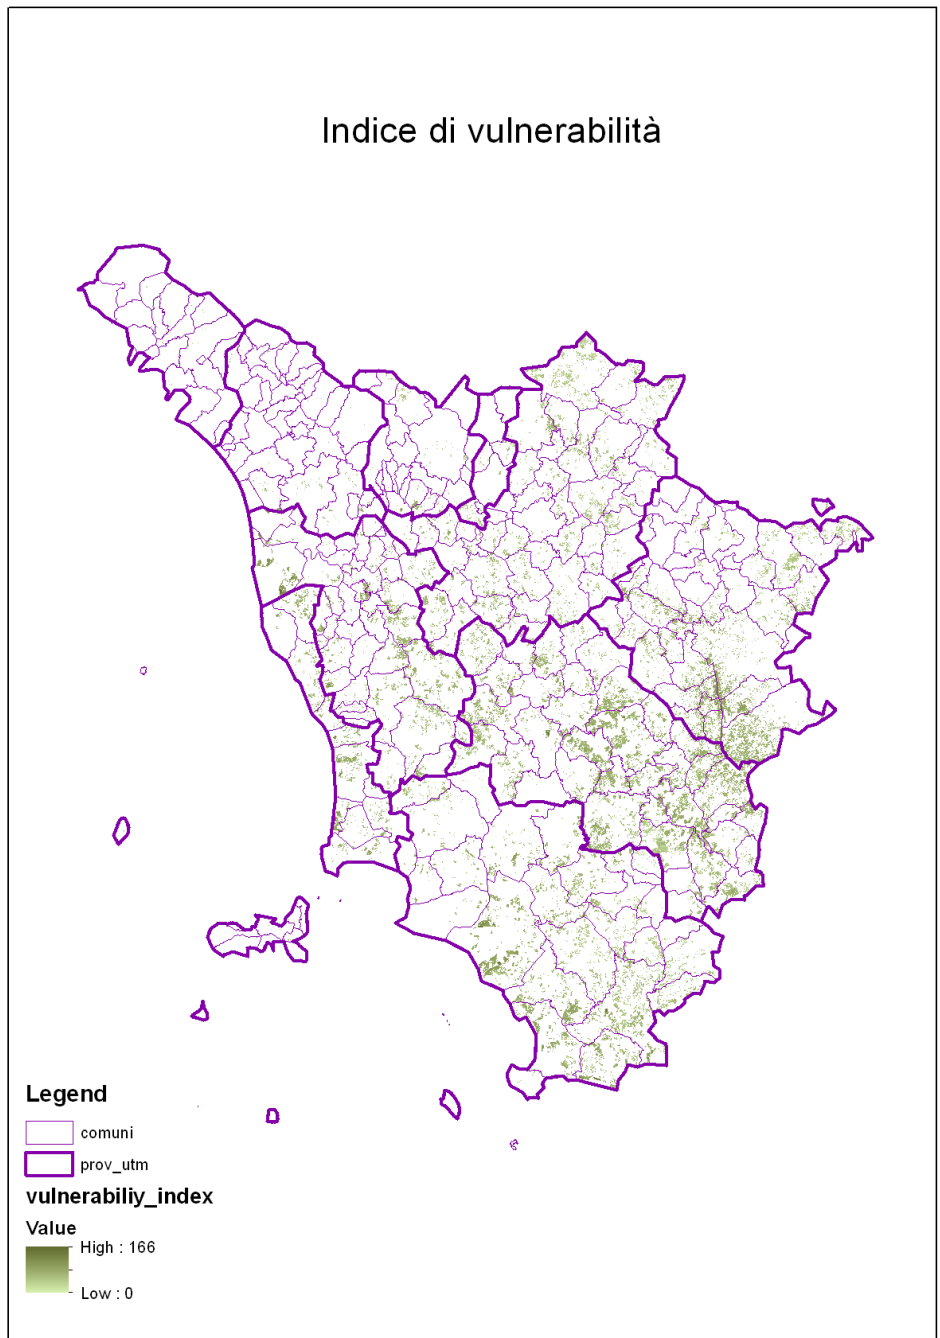 Indice di vulnerabilità
Legend
comuni
prov_utm
vulnerabiliy_index
Value
High : 166
Low : 0